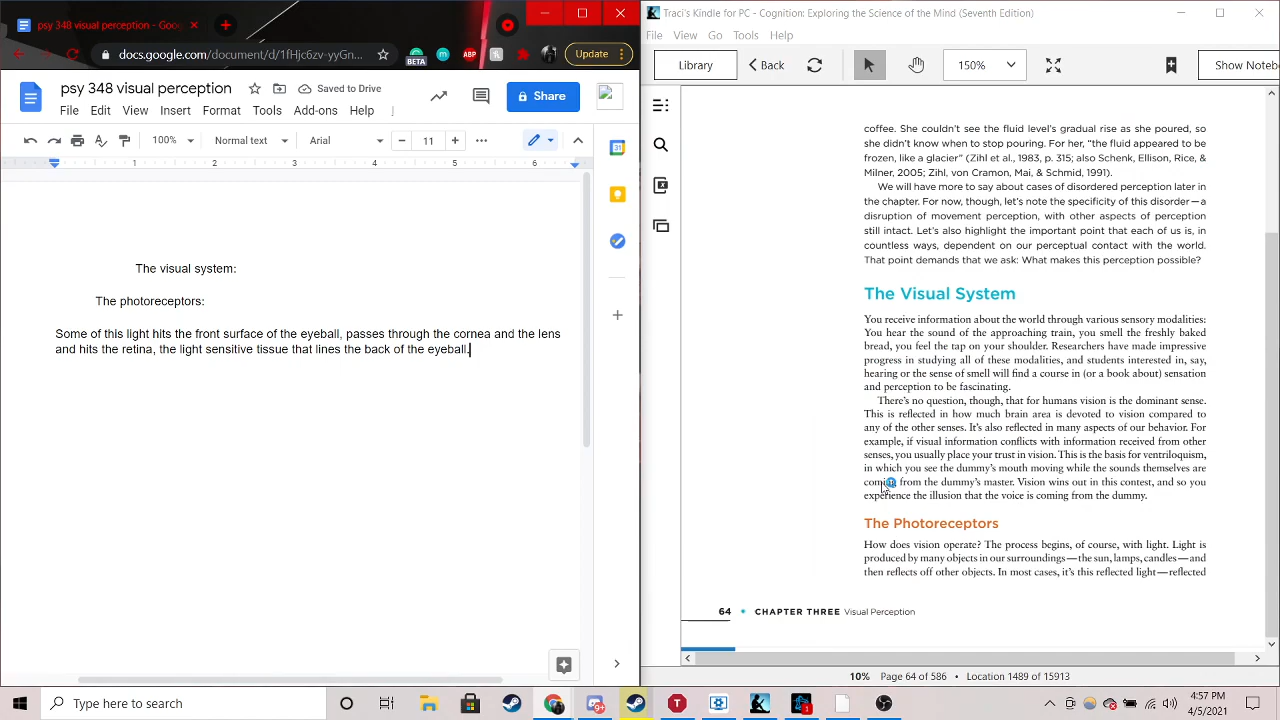 psy 348 visual perception - Goo
docs.google.com/document/d/1fHjc6zv-yyGn...
BETA
ABP
Update
psy 348 visual perception
Saved to Drive
File Edit View Insert Format Tools Add-ons Help
Share
100% Normal text Arial 11
1 2 3 4 5 6
31
The visual system:
The photoreceptors:
Some of this light hits the front surface of the eyeball, passes through the cornea and the lens
and hits the retina, the light sensitive tissue that lines the back of the eyeball.
Traci's Kindle for PC - Cognition: Exploring the Science of the Mind (Seventh Edition)
File View Go Tools Help
Library Back 150% Show Noteb
coffee. She couldn't see the fluid level's gradual rise as she poured, so
she didn't know when to stop pouring. For her, "the fluid appeared to be
frozen, like a glacier" (Zihl et al., 1983, p. 315; also Schenk, Ellison, Rice, &
Milner, 2005; Zihl, von Cramon, Mai, & Schmid, 1991).
We will have more to say about cases of disordered perception later in
the chapter. For now, though, let's note the specificity of this disorder—a
disruption of movement perception, with other aspects of perception
still intact. Let's also highlight the important point that each of us is, in
countless ways, dependent on our perceptual contact with the world.
That point demands that we ask: What makes this perception possible?
The Visual System
You receive information about the world through various sensory modalities:
You hear the sound of the approaching train, you smell the freshly baked
bread, you feel the tap on your shoulder. Researchers have made impressive
progress in studying all of these modalities, and students interested in, say,
hearing or the sense of smell will find a course in (or a book about) sensation
and perception to be fascinating.
There's no question, though, that for humans vision is the dominant sense.
This is reflected in how much brain area is devoted to vision compared to
any of the other senses. It's also reflected in many aspects of our behavior. For
example, if visual information conflicts with information received from other
senses, you usually place your trust in vision. This is the basis for ventriloquism,
in which you see the dummy's mouth moving while the sounds themselves are
coming from the dummy's master. Vision wins out in this contest, and so you
experience the illusion that the voice is coming from the dummy.
The Photoreceptors
How does vision operate? The process begins, of course, with light. Light is
produced by many objects in our surroundings—the sun, lamps, candles—and
then reflects off other objects. In most cases, it's this reflected light—reflected
64 • CHAPTER THREE Visual Perception
10% Page 64 of 586 • Location 1489 of 15913
Type here to search
1
4:57 PM
4/5/2021